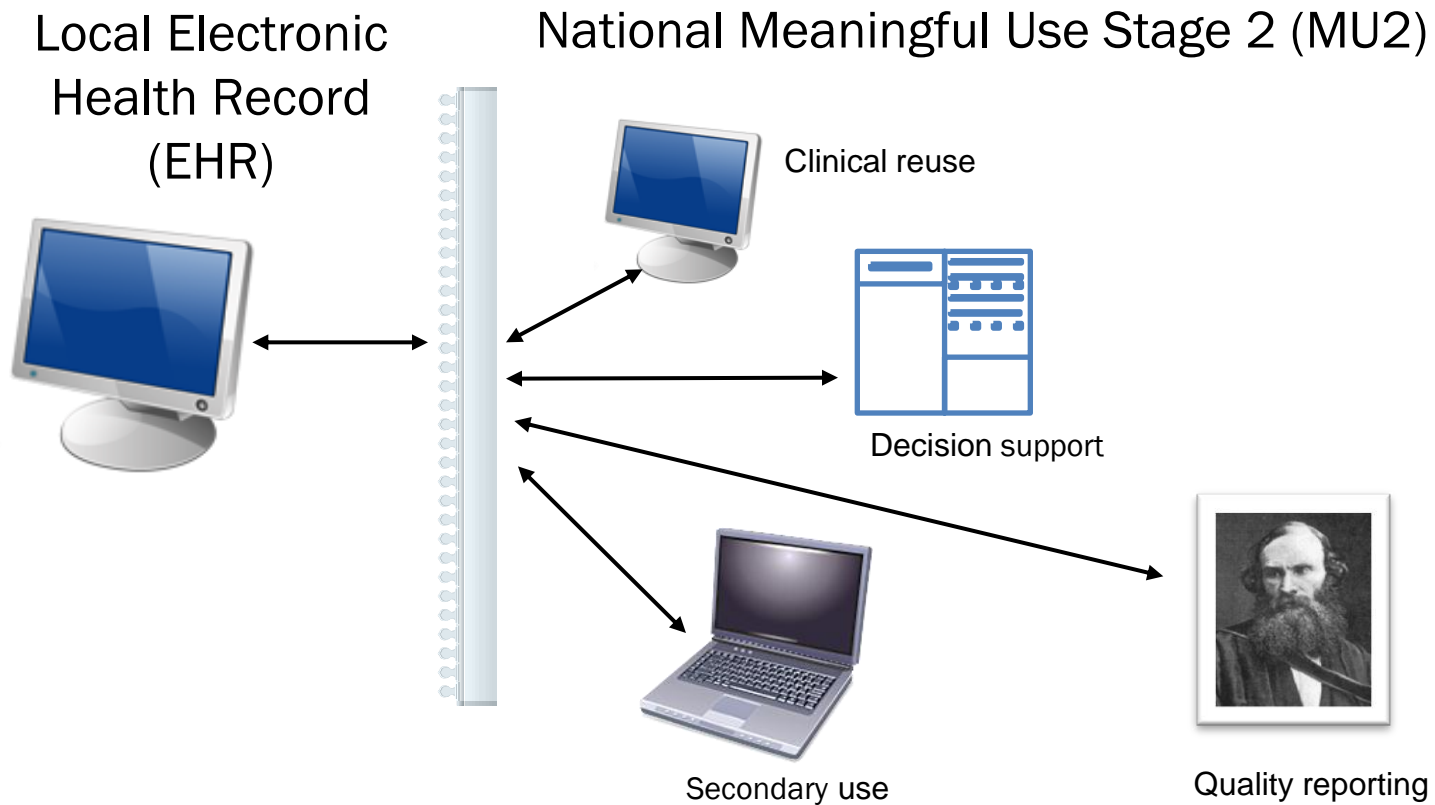 Local Electronic
Health Record
(EHR)
National Meaningful Use Stage 2 (MU2)
Clinical reuse
Decision support
Secondary use
Quality reporting